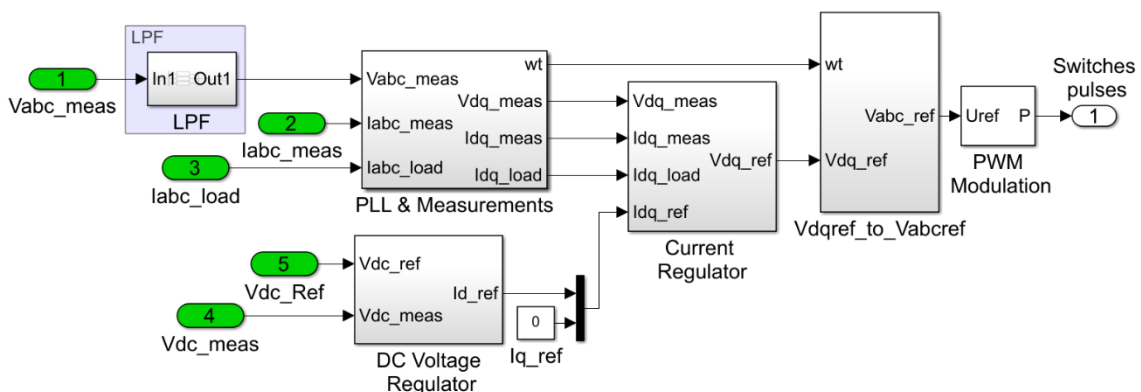 LPF
1
Vabc_meas
In1
Out1
LPF
2
Iabc_meas
3
Iabc_load
Vabc_meas
Iabc_meas
Iabc_load
wt
Vdq_meas
Idq_meas
Idq_load
PLL & Measurements
Vdq_meas
Idq_meas
Idq_load
Idq_ref
Vdq_ref
Current
Regulator
wt
Vdq_ref
Vabc_ref
Vdqref_to_Vabcref
Uref
P
PWM
Modulation
Switches
pulses
1
5
Vdc_Ref
4
Vdc_meas
Vdc_ref
Vdc_meas
Id_ref
DC Voltage
Regulator
0
Iq_ref